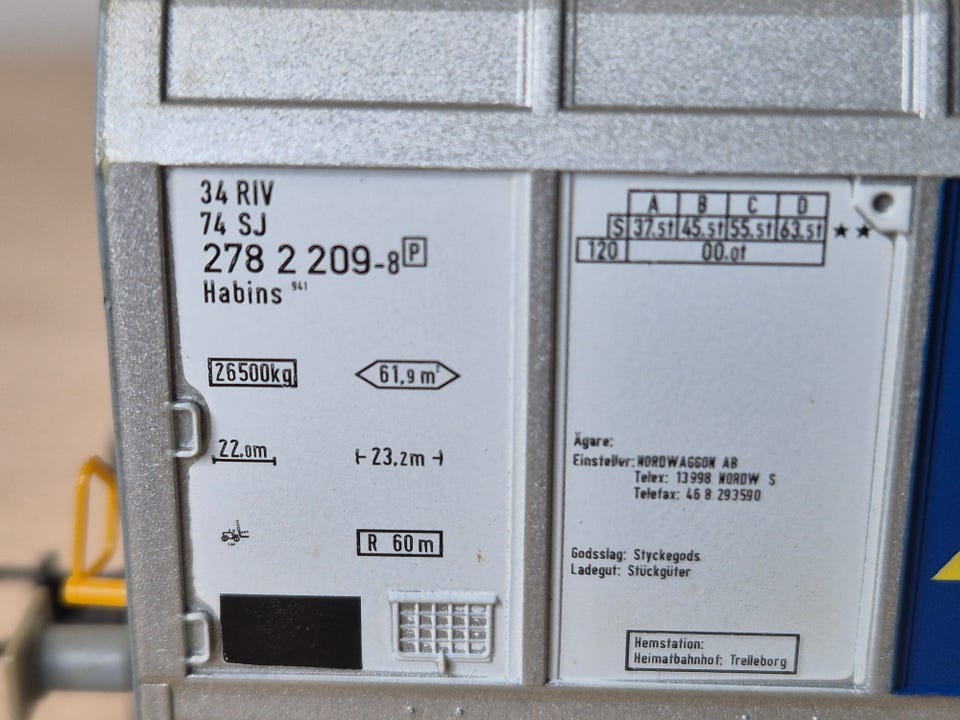 34 RIV
74 SJ
278 2 209-8 P
Habins 941
26500kg
61,9 m²
22.0m
23,2m
R 60 m
A B C D
S 37.5t 45.5t 55.5t 63.5t ★★
120 00.0t
Ägare:
Einsteller: NORDWAGGON AB
Telex: 13998 NORDW S
Telefax: 46 8 293590
Godsslag: Styckegods
Ladegut: Stückgüter
Hemstation:
Heimatbahnhof: Trelleborg